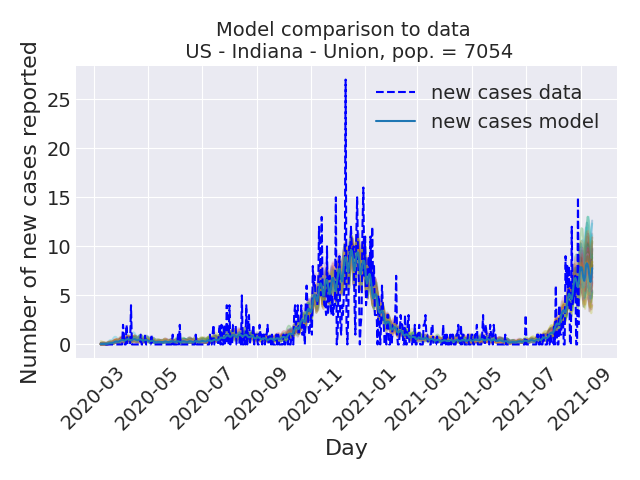 Model comparison to data
US - Indiana - Union, pop. = 7054
Number of new cases reported
25
20
15
10
5
0
new cases data
new cases model
2020-03
2020-05
2020-07
2020-09
2020-11
2021-01
2021-03
2021-05
2021-07
2021-09
Day